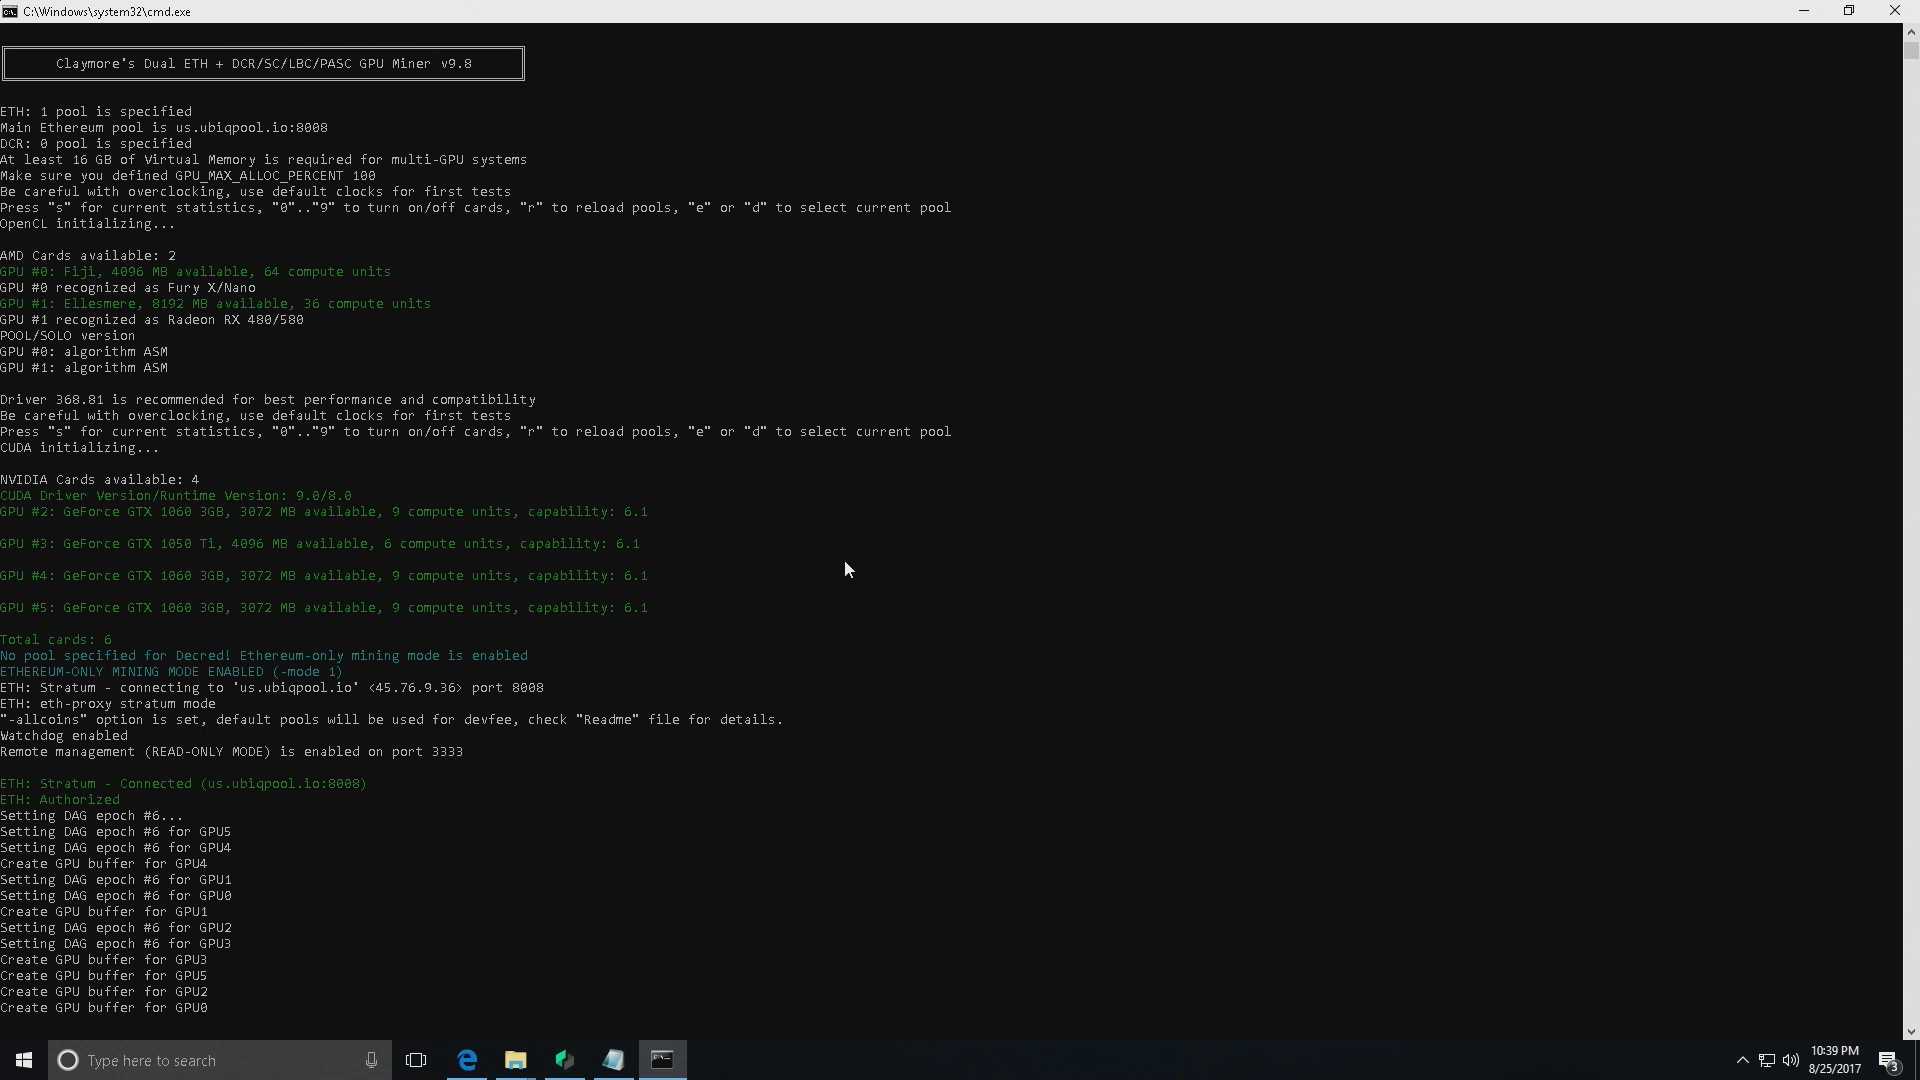 C:\Windows\system32\cmd.exe
Claymore's Dual ETH + DCR/SC/LBC/PASC GPU Miner v9.8
ETH: 1 pool is specified
Main Ethereum pool is us.ubiqpool.io:8008
DCR: 0 pool is specified
At least 16 GB of Virtual Memory is required for multi-GPU systems
Make sure you defined GPU_MAX_ALLOC_PERCENT 100
Be careful with overclocking, use default clocks for first tests
Press "s" for current statistics, "0".."9" to turn on/off cards, "r" to reload pools, "e" or "d" to select current pool
OpenCL initializing...
AMD Cards available: 2
GPU #0: Fiji, 4096 MB available, 64 compute units
GPU #0 recognized as Fury X/Nano
GPU #1: Ellesmere, 8192 MB available, 36 compute units
GPU #1 recognized as Radeon RX 480/580
POOL/SOLO version
GPU #0: algorithm ASM
GPU #1: algorithm ASM
Driver 368.81 is recommended for best performance and compatibility
Be careful with overclocking, use default clocks for first tests
Press "s" for current statistics, "0".."9" to turn on/off cards, "r" to reload pools, "e" or "d" to select current pool
CUDA initializing...
NVIDIA Cards available: 4
CUDA Driver Version/Runtime Version: 9.0/8.0
GPU #2: GeForce GTX 1060 3GB, 3072 MB available, 9 compute units, capability: 6.1
GPU #3: GeForce GTX 1050 Ti, 4096 MB available, 6 compute units, capability: 6.1
GPU #4: GeForce GTX 1060 3GB, 3072 MB available, 9 compute units, capability: 6.1
GPU #5: GeForce GTX 1060 3GB, 3072 MB available, 9 compute units, capability: 6.1
Total cards: 6
No pool specified for Decred! Ethereum-only mining mode is enabled
ETHEREUM-ONLY MINING MODE ENABLED (-mode 1)
ETH: Stratum - connecting to 'us.ubiqpool.io' <45.76.9.36> port 8008
ETH: eth-proxy stratum mode
"-allcoins" option is set, default pools will be used for devfee, check "Readme" file for details.
Watchdog enabled
Remote management (READ-ONLY MODE) is enabled on port 3333
ETH: Stratum - Connected (us.ubiqpool.io:8008)
ETH: Authorized
Setting DAG epoch #6...
Setting DAG epoch #6 for GPU5
Setting DAG epoch #6 for GPU4
Create GPU buffer for GPU4
Setting DAG epoch #6 for GPU1
Setting DAG epoch #6 for GPU0
Create GPU buffer for GPU1
Setting DAG epoch #6 for GPU2
Setting DAG epoch #6 for GPU3
Create GPU buffer for GPU3
Create GPU buffer for GPU5
Create GPU buffer for GPU2
Create GPU buffer for GPU0
Type here to search
10:39 PM
8/25/2017
3